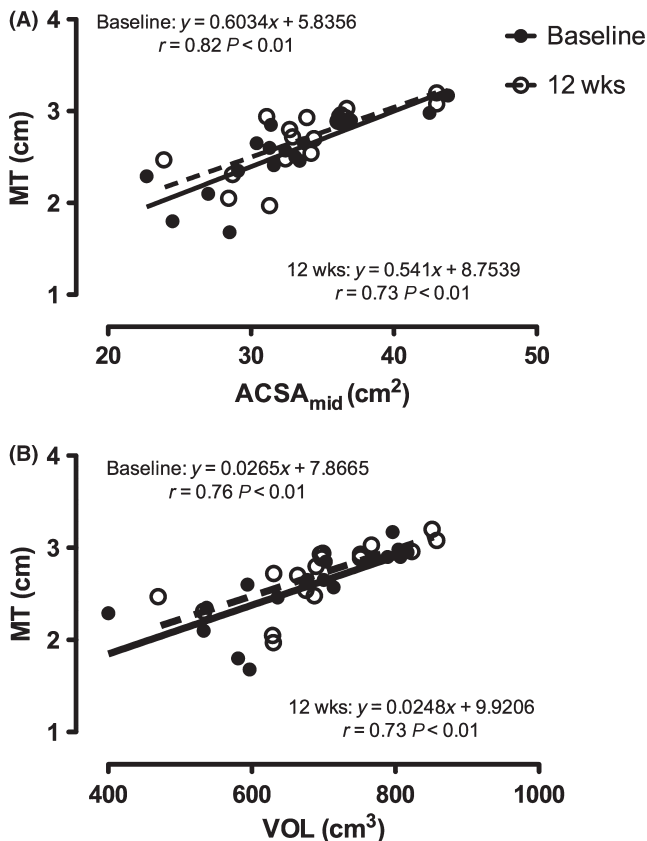 (A)
4
3
2
1
MT (cm)
Baseline: y = 0.6034x + 5.8356
r = 0.82 P < 0.01
Baseline
12 wks
12 wks: y = 0.541x + 8.7539
r = 0.73 P < 0.01
20 30 40 50
ACSAmid (cm²)
(B)
4
3
2
1
MT (cm)
Baseline: y = 0.0265x + 7.8665
r = 0.76 P < 0.01
12 wks: y = 0.0248x + 9.9206
r = 0.73 P < 0.01
400 600 800 1000
VOL (cm³)